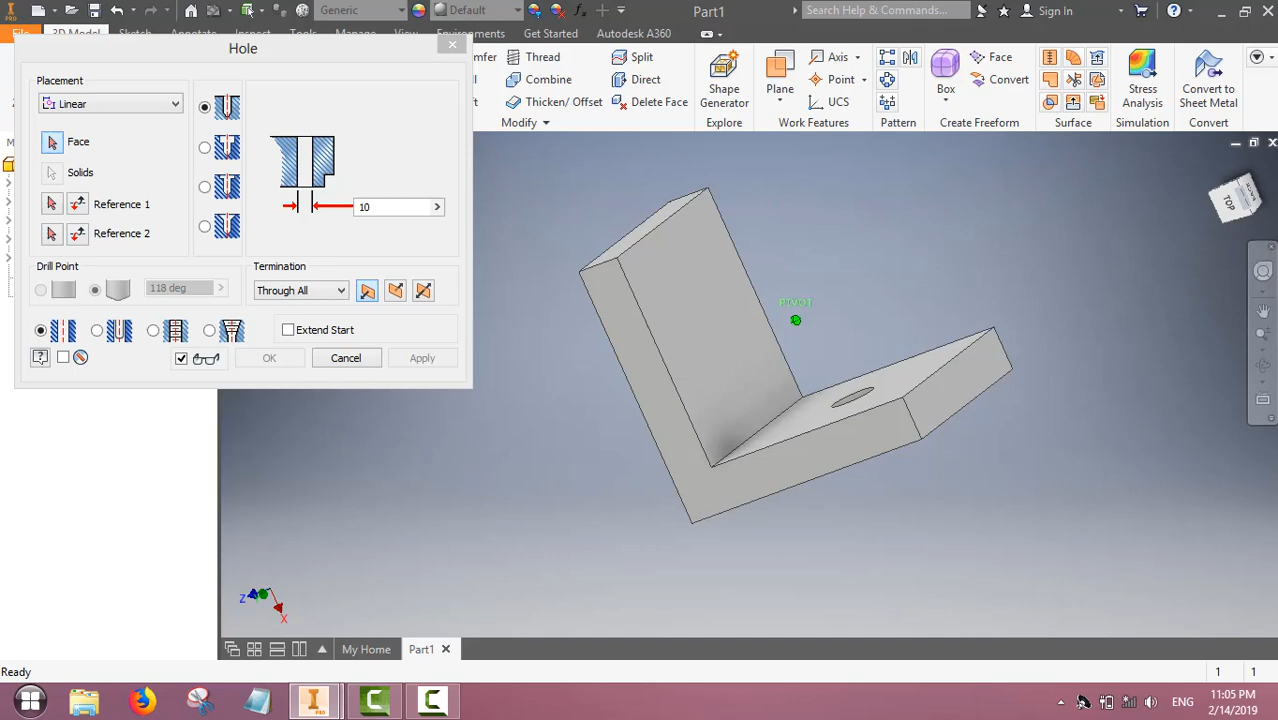 PRO
Generic
Default
Part1
Search Help & Commands...
Sign In
File
3D Model
Sketch
Annotate
Inspect
Tools
Manage
View
Environments
Get Started
Autodesk A360
Hole
Thread
Combine
Thicken/ Offset
Split
Direct
Delete Face
Modify
Shape
Generator
Explore
Plane
Axis
Point
UCS
Work Features
Pattern
Box
Face
Convert
Create Freeform
Surface
Stress
Analysis
Simulation
Convert to
Sheet Metal
Convert
Placement
Linear
Face
Solids
Reference 1
Reference 2
10
Drill Point
118 deg
Termination
Through All
Extend Start
OK
Cancel
Apply
PIVOT
TOP
BACK
Z
X
My Home
Part1
Ready
1
1
PRO
ENG
11:05 PM
2/14/2019